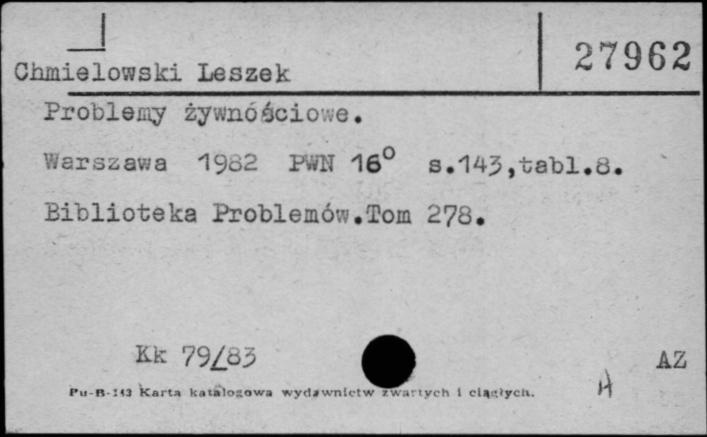 27962
Chmielowski Leszek
Problemy żywnóściowe.
Warszawa 1982 PWN 16⁰ s.143,tabl.8.
Biblioteka Problemów.Tom 278.
Kk 79/83
AZ
Pu-B-143 Karta katalogowa wydawnictw zwartych i ciągłych.
A